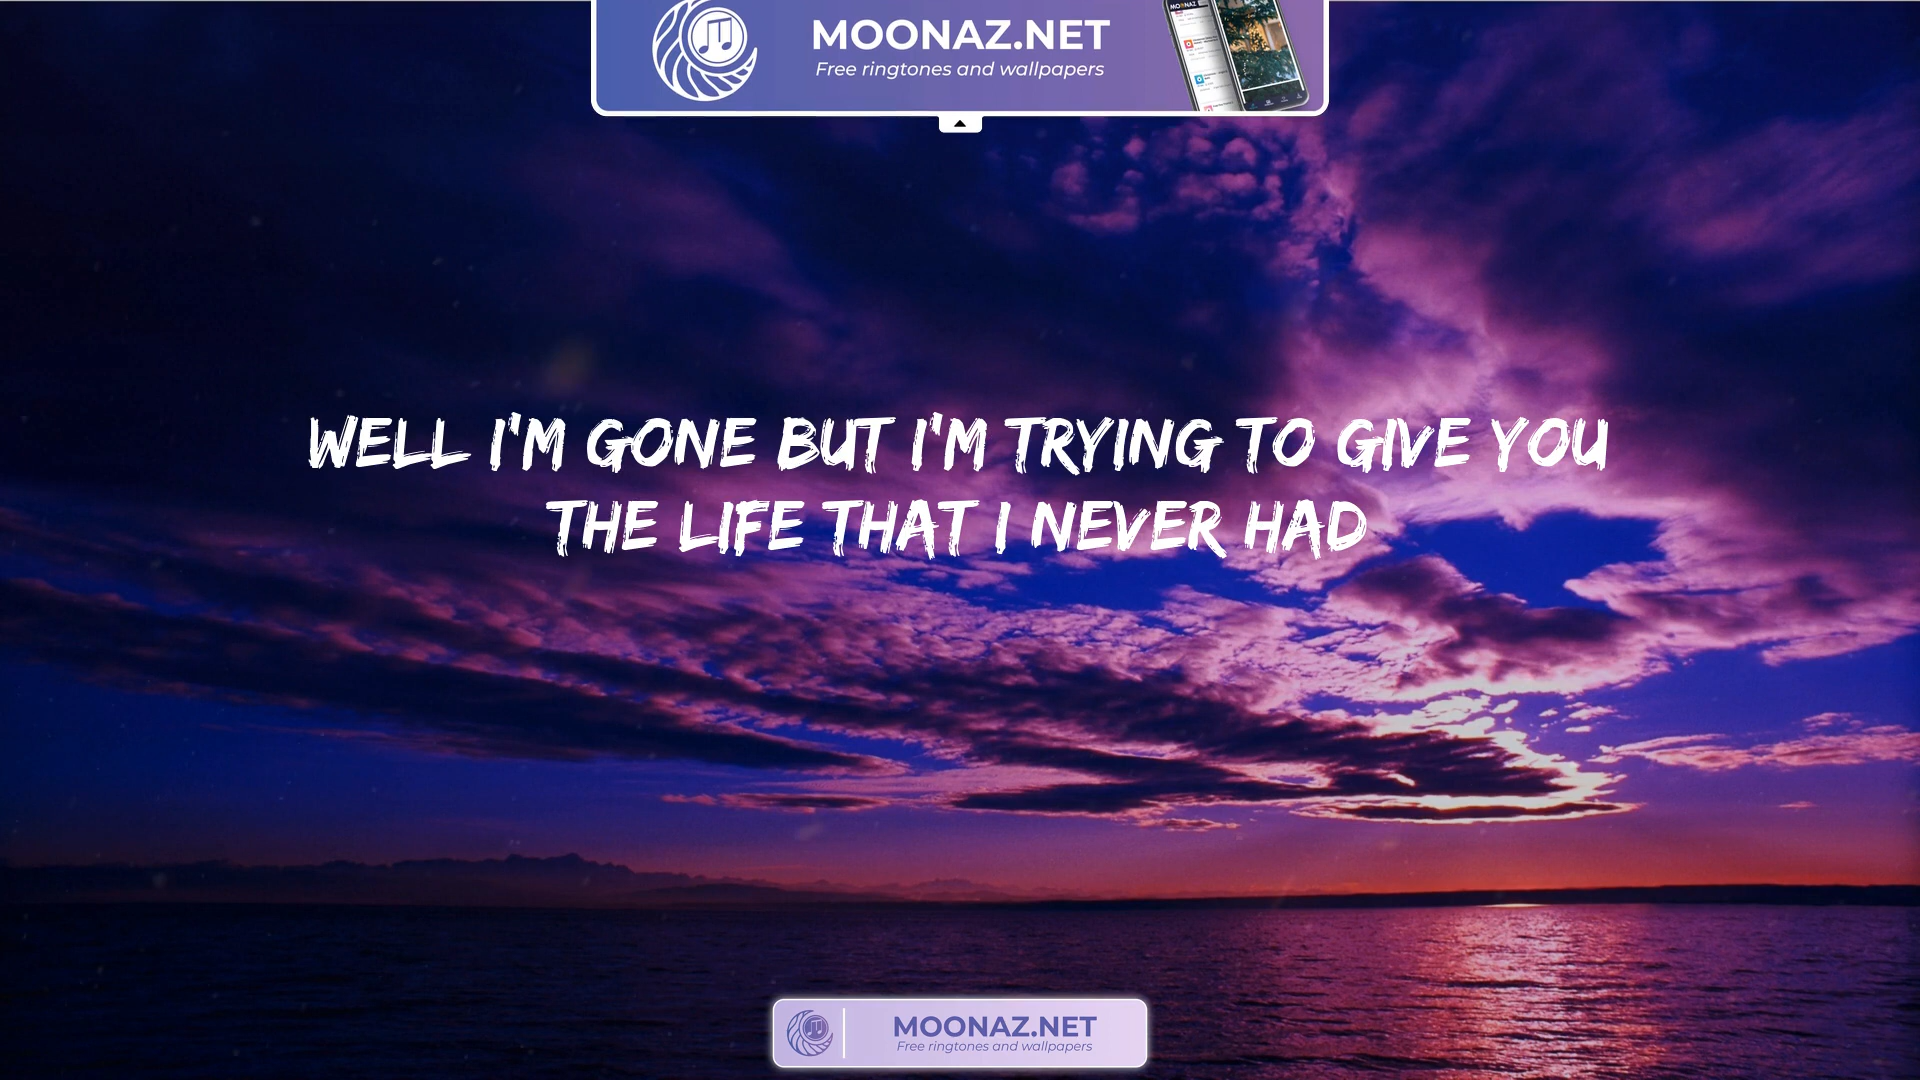 MOONAZ.NET
Free ringtones and wallpapers
MOONAZ
WELL I'M GONE BUT I'M TRYING TO GIVE YOU
THE LIFE THAT I NEVER HAD
MOONAZ.NET
Free ringtones and wallpapers